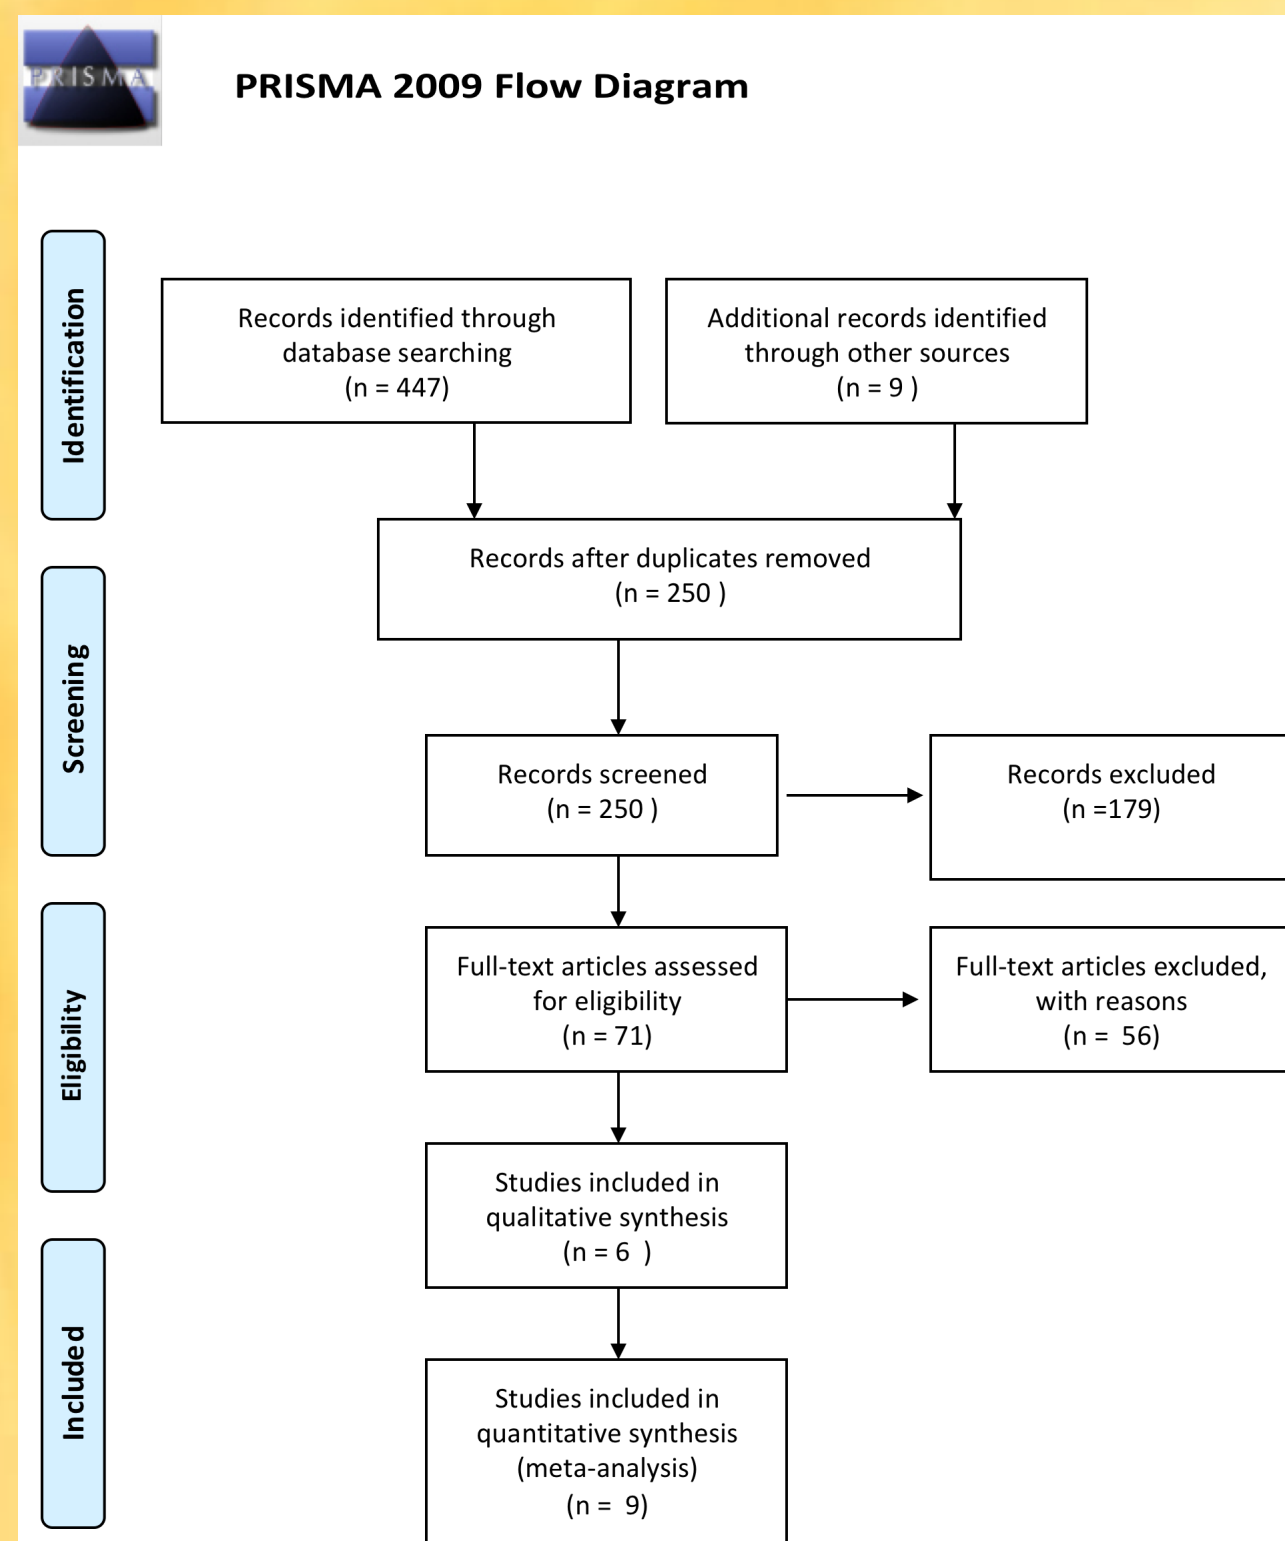 PRISMA
PRISMA 2009 Flow Diagram
Identification
Records identified through
database searching
(n = 447)
Additional records identified
through other sources
(n = 9 )
Records after duplicates removed
(n = 250 )
Screening
Records screened
(n = 250 )
Records excluded
(n =179)
Eligibility
Full-text articles assessed
for eligibility
(n = 71)
Full-text articles excluded,
with reasons
(n =  56)
Studies included in
qualitative synthesis
(n = 6  )
Included
Studies included in
quantitative synthesis
(meta-analysis)
(n =  9)